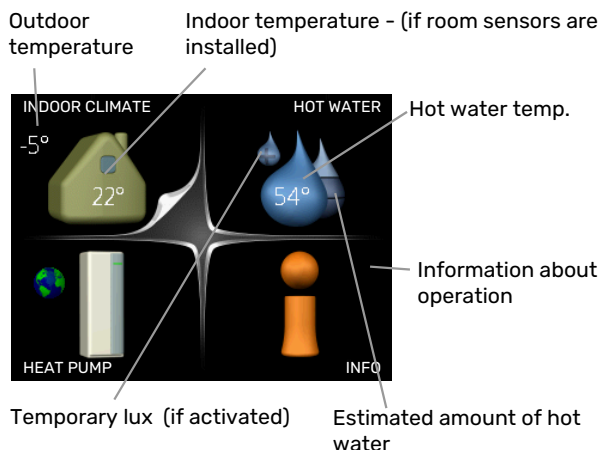 Outdoor
temperature
Indoor temperature - (if room sensors are
installed)
INDOOR CLIMATE
HOT WATER
-5°
22°
54°
Hot water temp.
Information about
operation
HEAT PUMP
INFO
Temporary lux (if activated)
Estimated amount of hot
water